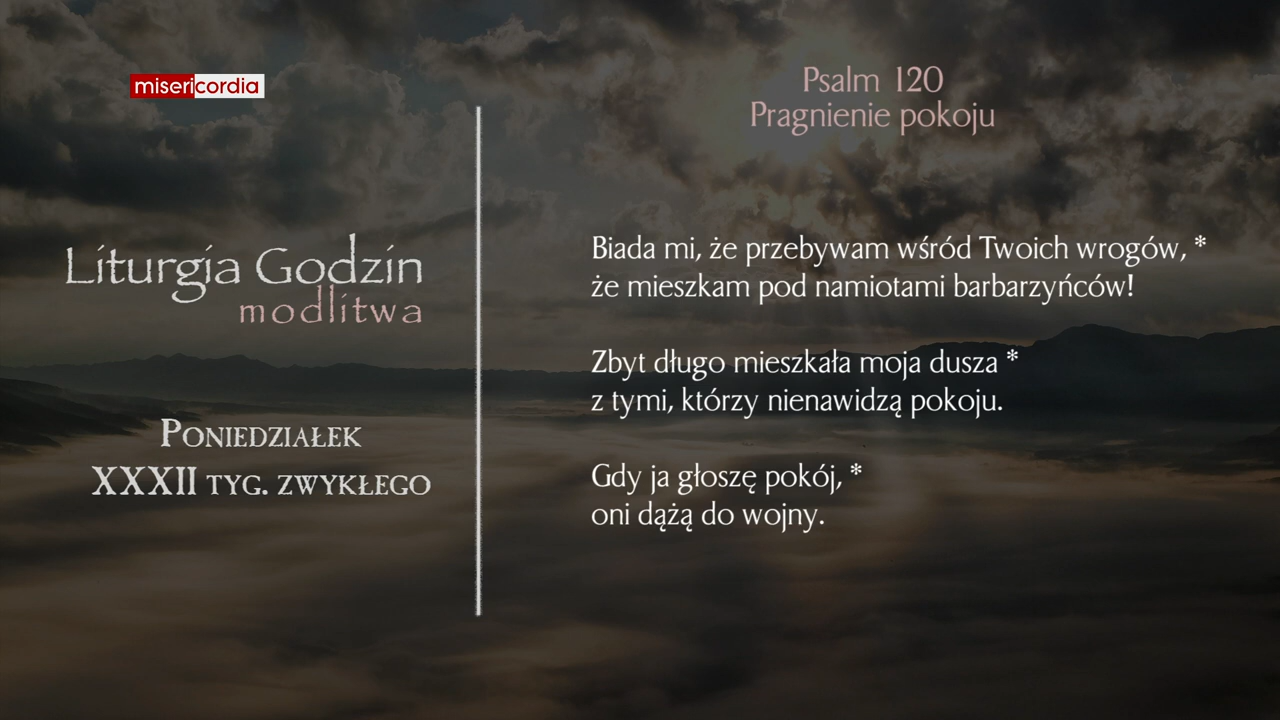 misericordia
Liturgia Godzin
modlitwa
Poniedziałek
XXXII tyg. zwykłego
Psalm 120
Pragnienie pokoju
Biada mi, że przebywam wśród Twoich wrogów, *
że mieszkam pod namiotami barbarzyńców!
Zbyt długo mieszkała moja dusza *
z tymi, którzy nienawidzą pokoju.
Gdy ja głoszę pokój, *
oni dążą do wojny.